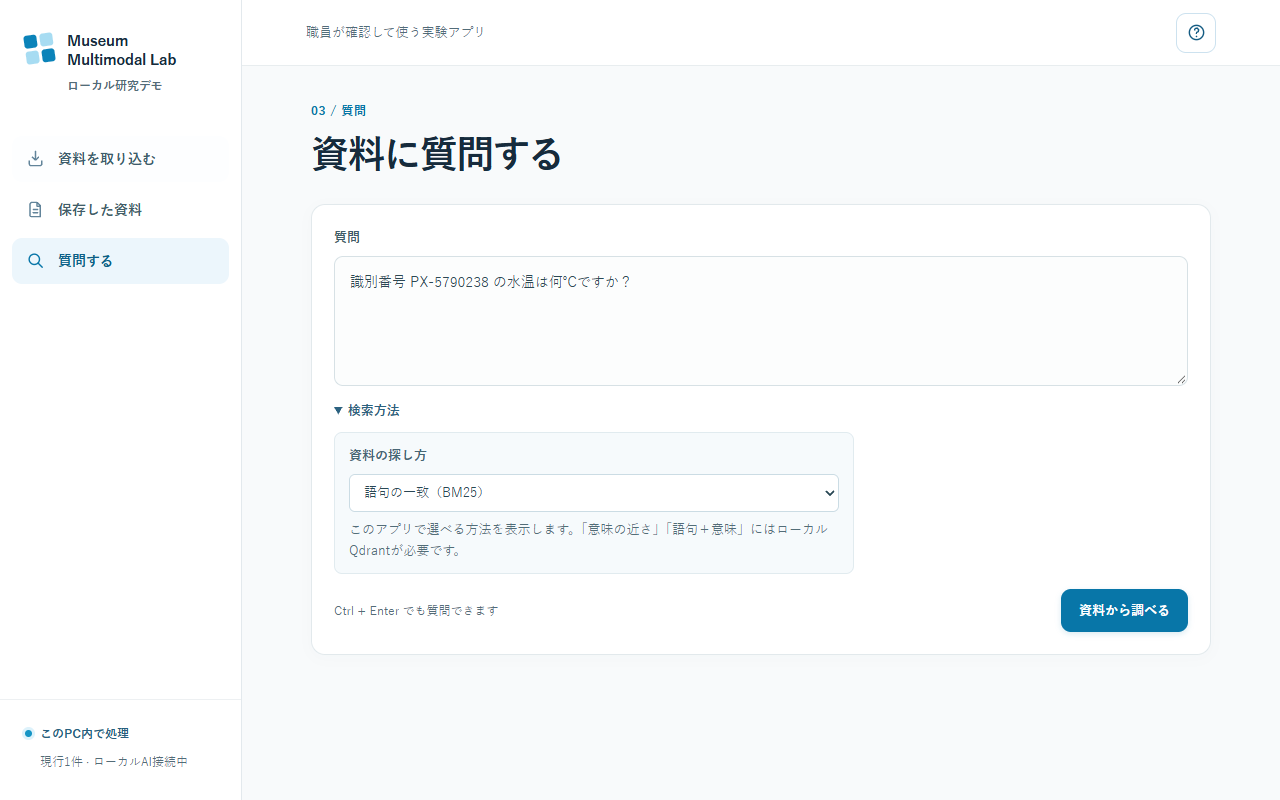 Museum
Multimodal Lab
ローカル研究デモ
資料を取り込む
保存した資料
質問する
このPC内で処理
現行1件 · ローカルAI接続中
職員が確認して使う実験アプリ
03 / 質問
資料に質問する
質問
識別番号 PX-5790238 の水温は何℃ですか？
▼ 検索方法
資料の探し方
語句の一致（BM25）
このアプリで選べる方法を表示します。「意味の近さ」「語句＋意味」にはローカル
Qdrantが必要です。
Ctrl + Enter でも質問できます
資料から調べる